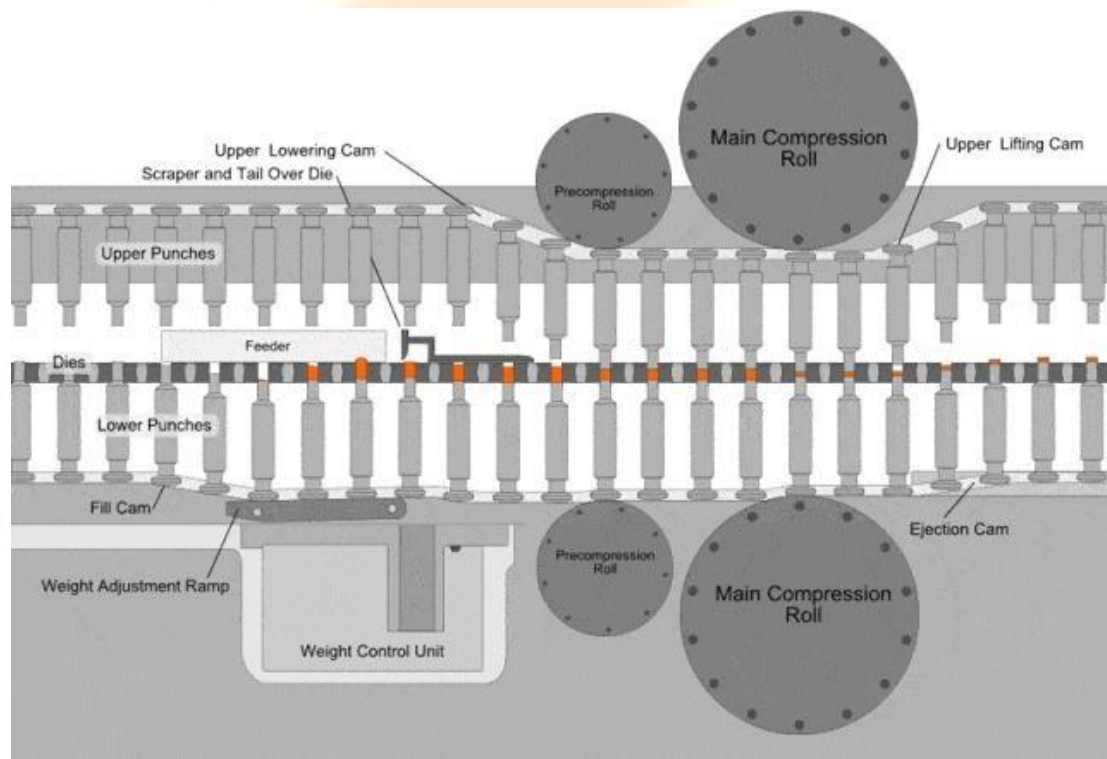 Upper Lowering Cam
Scraper and Tail Over Die
Precompression
Roll
Main Compression
Roll
Upper Lifting Cam
Upper Punches
Feeder
Dies
Lower Punches
Fill Cam
Weight Adjustment Ramp
Weight Control Unit
Precompression
Roll
Main Compression
Roll
Ejection Cam